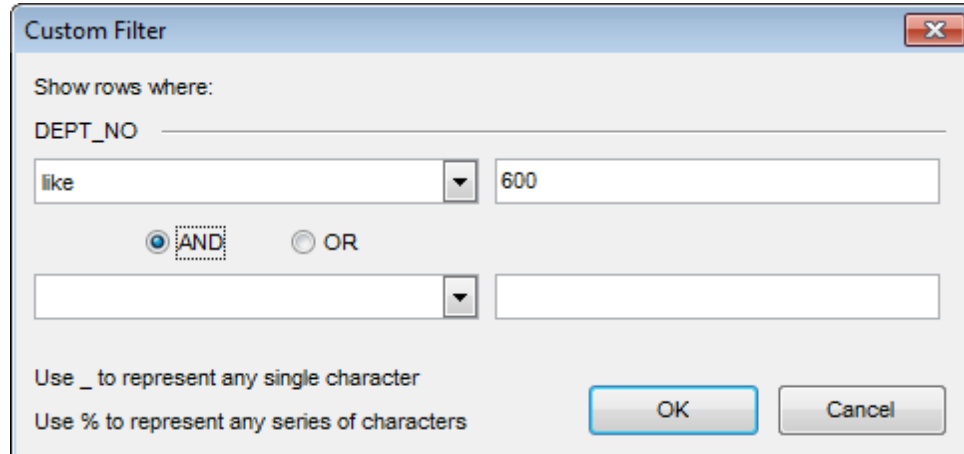 Custom Filter
Show rows where:
DEPT_NO
like 600
AND OR
Use _ to represent any single character
Use % to represent any series of characters
OK Cancel